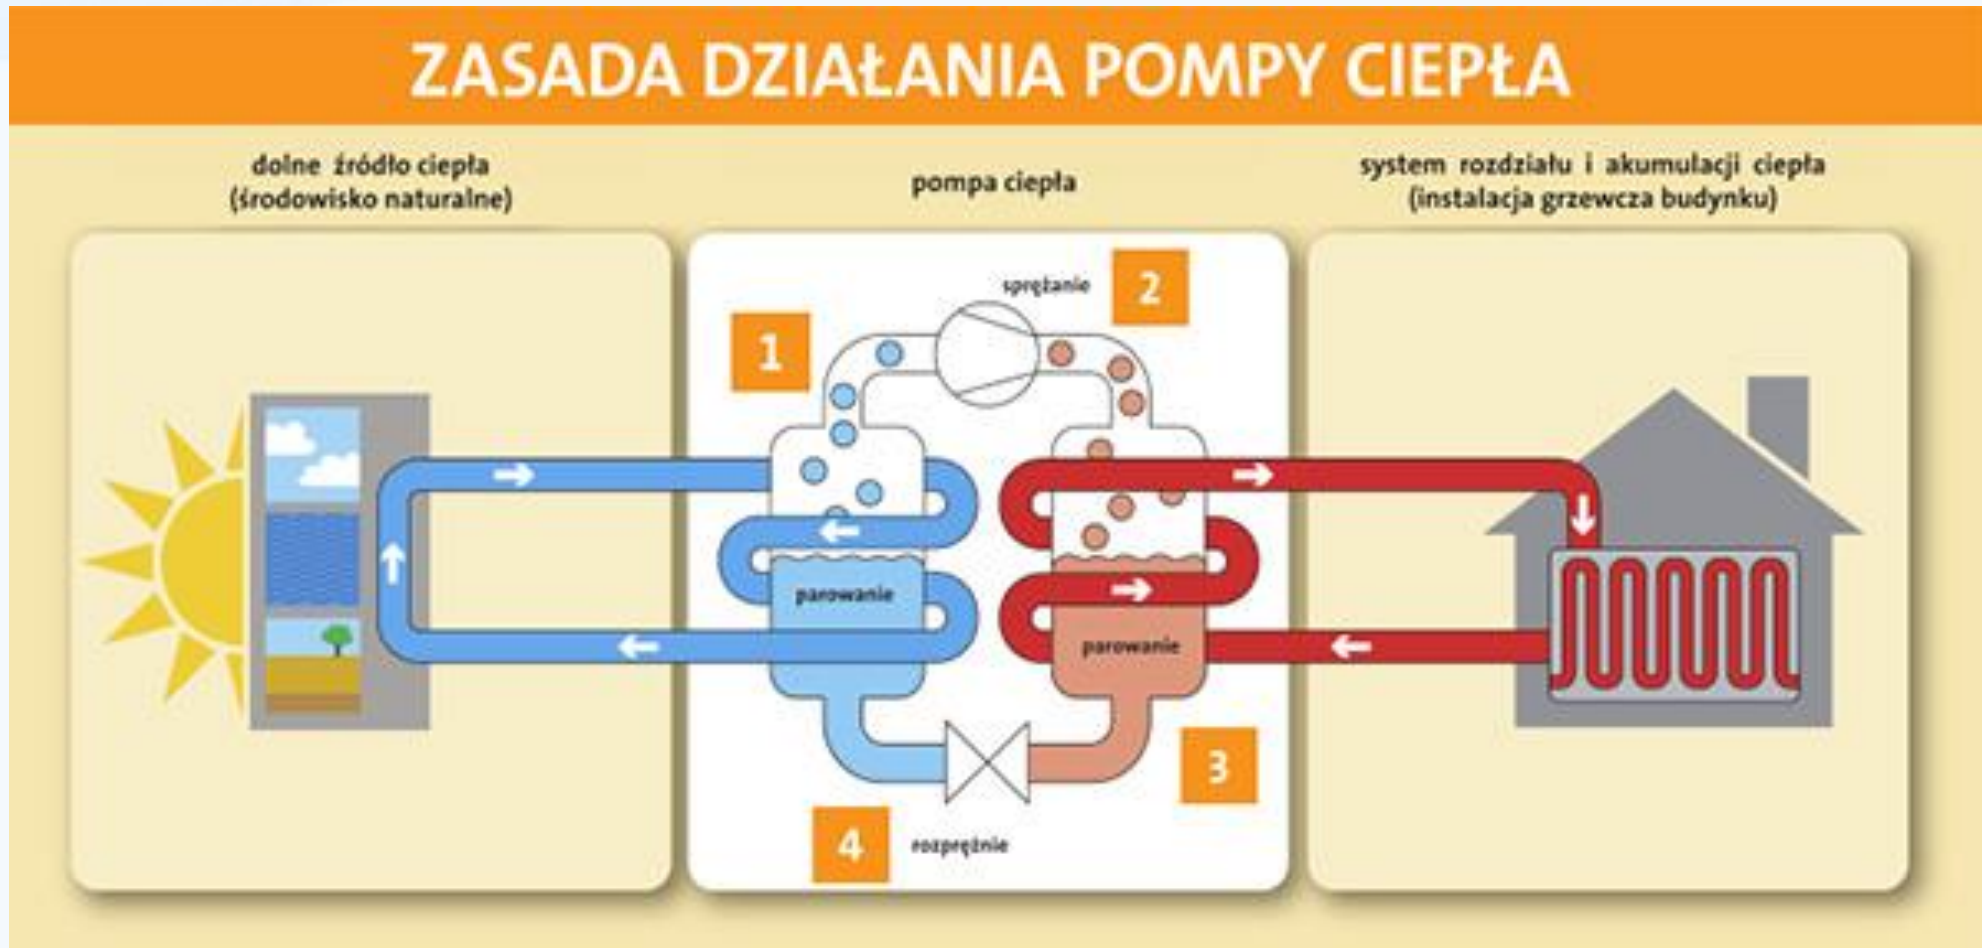 ZASADA DZIAŁANIA POMPY CIEPŁA
dolne źródło ciepła
(środowisko naturalne)
pompa ciepła
system rozdziału i akumulacji ciepła
(instalacja grzewcza budynku)
sprężanie
2
1
parowanie
parowanie
3
4
rozprężnie